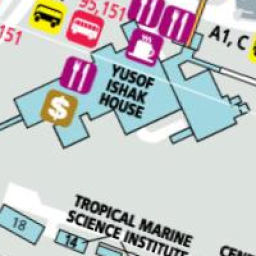 95,151
151
A1, C
YUSOF
ISHAK
HOUSE
$
TROPICAL MARINE
SCIENCE INSTITUTE
18
14